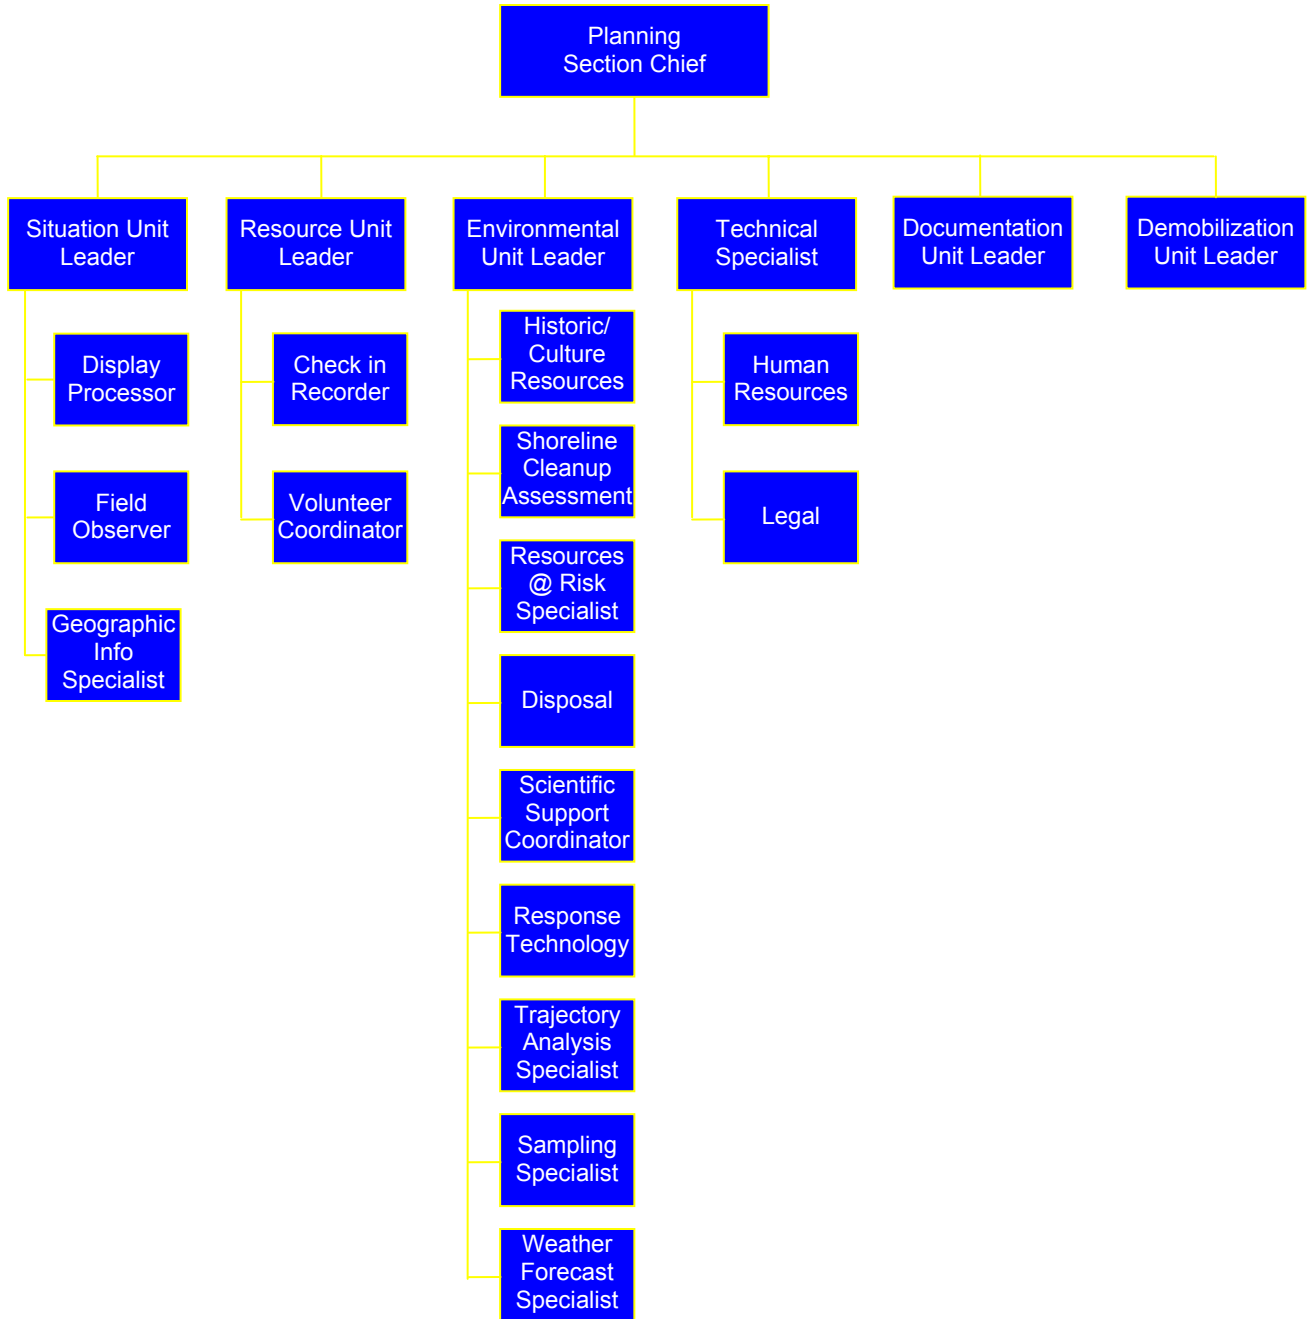 Planning
Section Chief
Situation Unit
Leader
Resource Unit
Leader
Environmental
Unit Leader
Technical
Specialist
Documentation
Unit Leader
Demobilization
Unit Leader
Display
Processor
Field
Observer
Geographic
Info
Specialist
Check in
Recorder
Volunteer
Coordinator
Historic/
Culture
Resources
Shoreline
Cleanup
Assessment
Resources
@ Risk
Specialist
Disposal
Scientific
Support
Coordinator
Response
Technology
Trajectory
Analysis
Specialist
Sampling
Specialist
Weather
Forecast
Specialist
Human
Resources
Legal